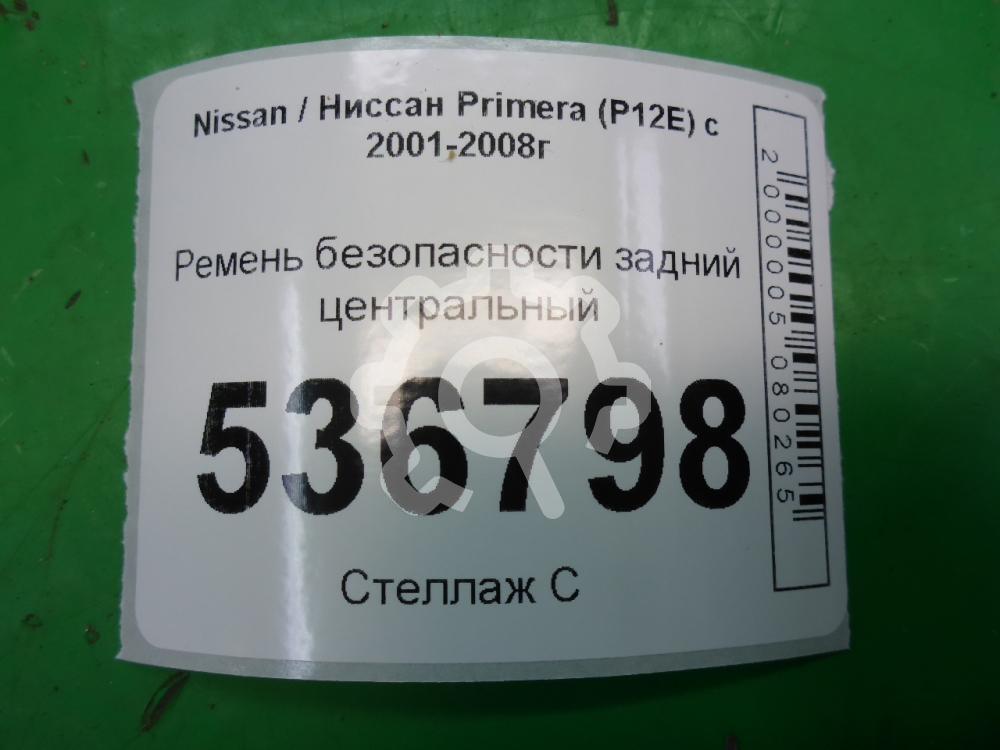 Nissan / Ниссан Primera (P12E) с
2001-2008г
Ремень безопасности задний
центральный
536798
Стеллаж С
2000005080265